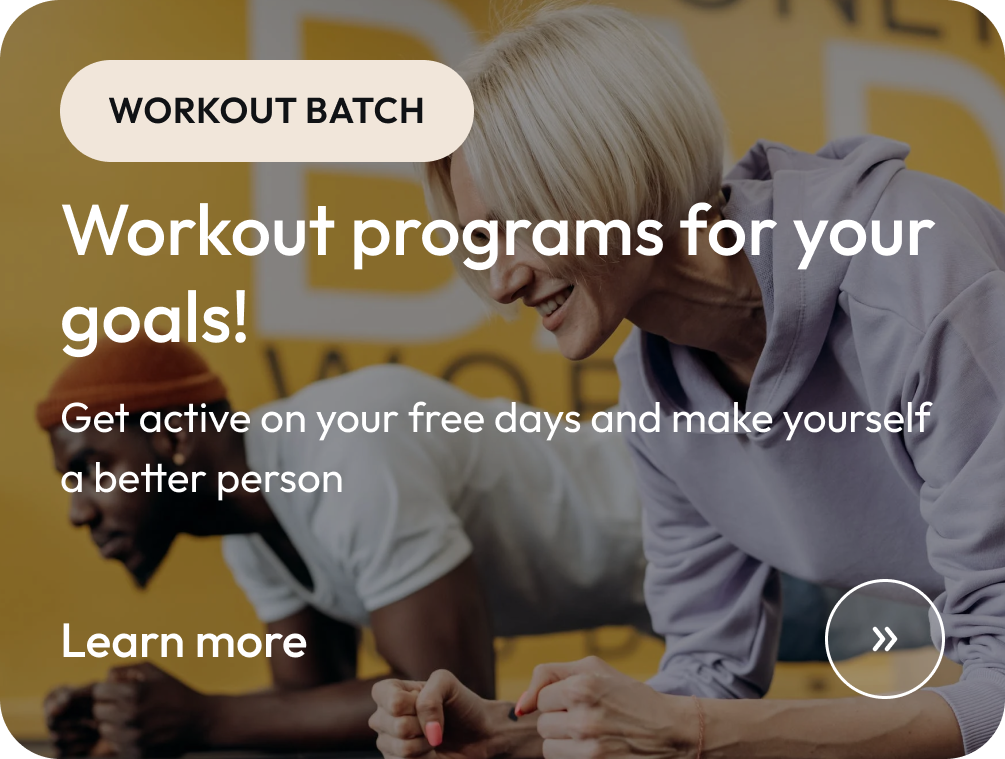 WORKOUT BATCH
Workout programs for your
goals!
Get active on your free days and make yourself
a better person
Learn more
»